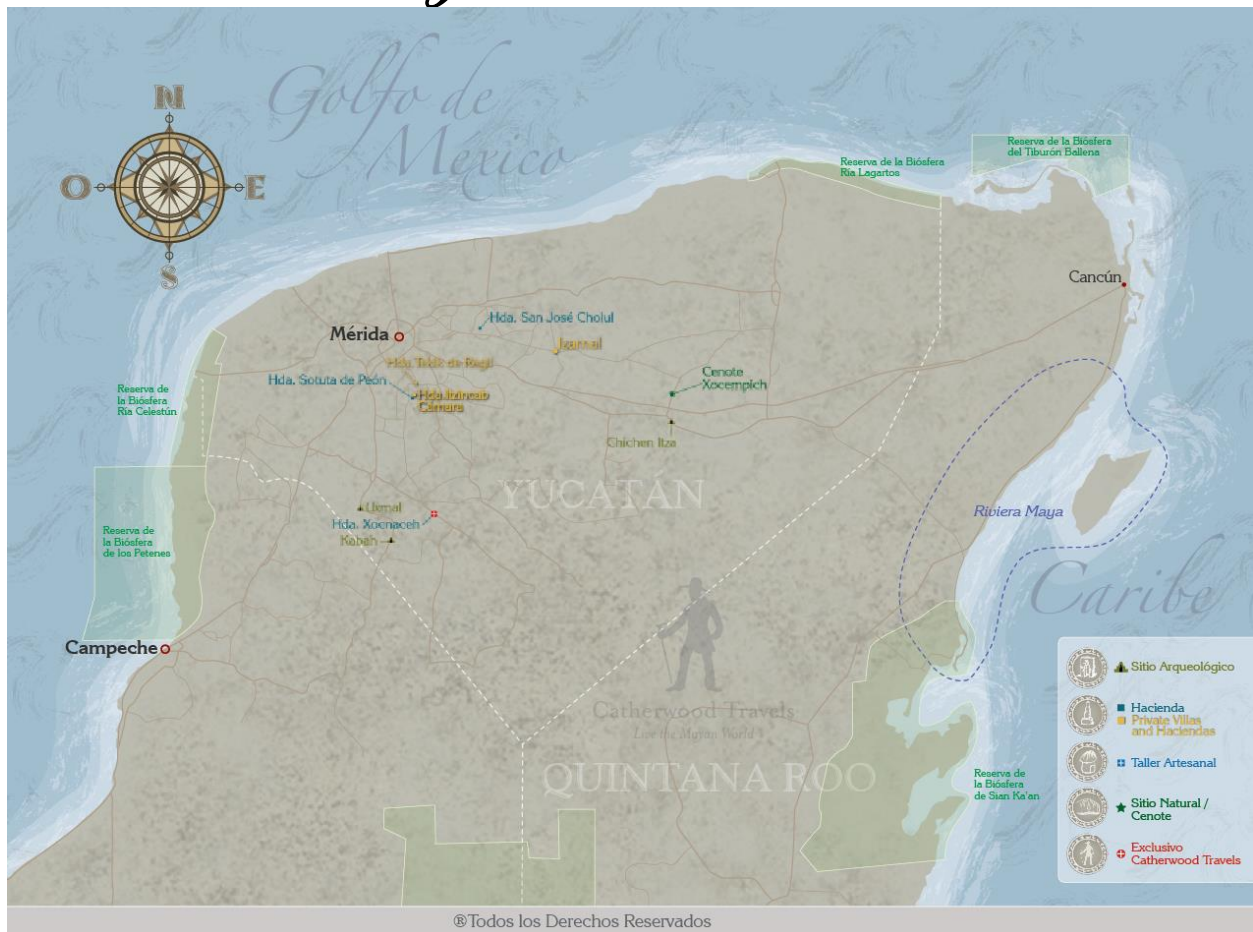 Golfo de
México
N
O
E
S
Reserva de la Biósfera
del Tiburón Ballena
Reserva de la Biósfera
Ría Lagartos
Cancún
Hda. San José Cholul
Mérida
Izamal
Hda. Sotuta de Peón
Hda. Itzincab
Cámara
Cenote
Xocempich
Reserva de
la Biósfera
Ría Celestún
Chichen Itza
YUCATÁN
Uxmal
Hda. Xocnaceh
Kabah
Riviera Maya
Reserva de
la Biósfera
de los Petenes
Caribe
Campeche
Catherwood Travels
Live the Mayan World
QUINTANA ROO
Reserva de
la Biósfera
de Sian Ka'an
Sitio Arqueológico
Hacienda
Private Villas
and Haciendas
Taller Artesanal
Sitio Natural /
Cenote
Exclusivo
Catherwood Travels
®Todos los Derechos Reservados